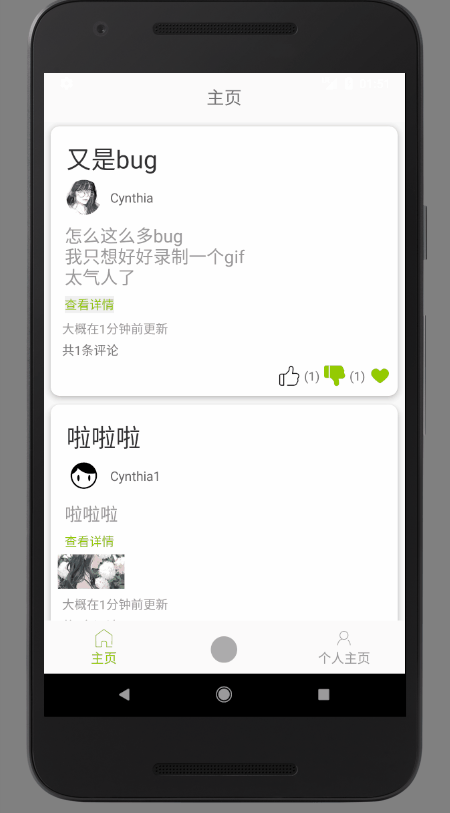 主页
又是bug
Cynthia
怎么这么多bug
我只想好好录制一个gif
太气人了
查看详情
大概在1分钟前更新
共1条评论
(1) (1)
啦啦啦
Cynthia1
啦啦啦
查看详情
大概在1分钟前更新
主页 个人主页